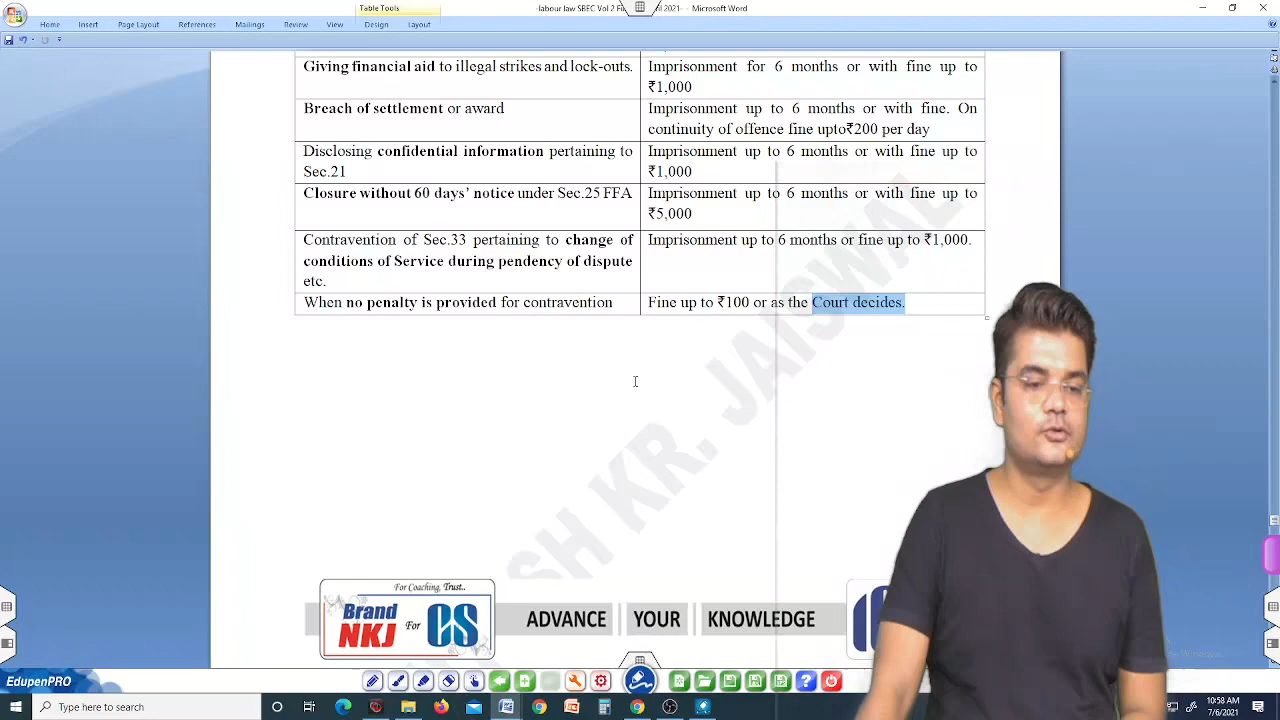 Table Tools
-labour law SBEC Vol 2 F
il 2021- - Microsoft Word
Home Insert Page Layout References Mailings Review View Design Layout
Giving financial aid to illegal strikes and lock-outs.
Imprisonment for 6 months or with fine up to
₹1,000
Breach of settlement or award
Imprisonment up to 6 months or with fine. On
continuity of offence fine upto₹200 per day
Disclosing confidential information pertaining to
Sec.21
Imprisonment up to 6 months or with fine up to
₹1,000
Closure without 60 days' notice under Sec.25 FFA
Imprisonment up to 6 months or with fine up to
₹5,000
Contravention of Sec.33 pertaining to change of
conditions of Service during pendency of dispute
etc.
Imprisonment up to 6 months or fine up to ₹1,000.
When no penalty is provided for contravention
Fine up to ₹100 or as the Court decides.
SH KR. JAISWAL
For Coaching, Trust..
Brand
NKJ
For
CS
ADVANCE YOUR KNOWLEDGE
EdupenPRO
Type here to search
10:58 AM
7/6/2021